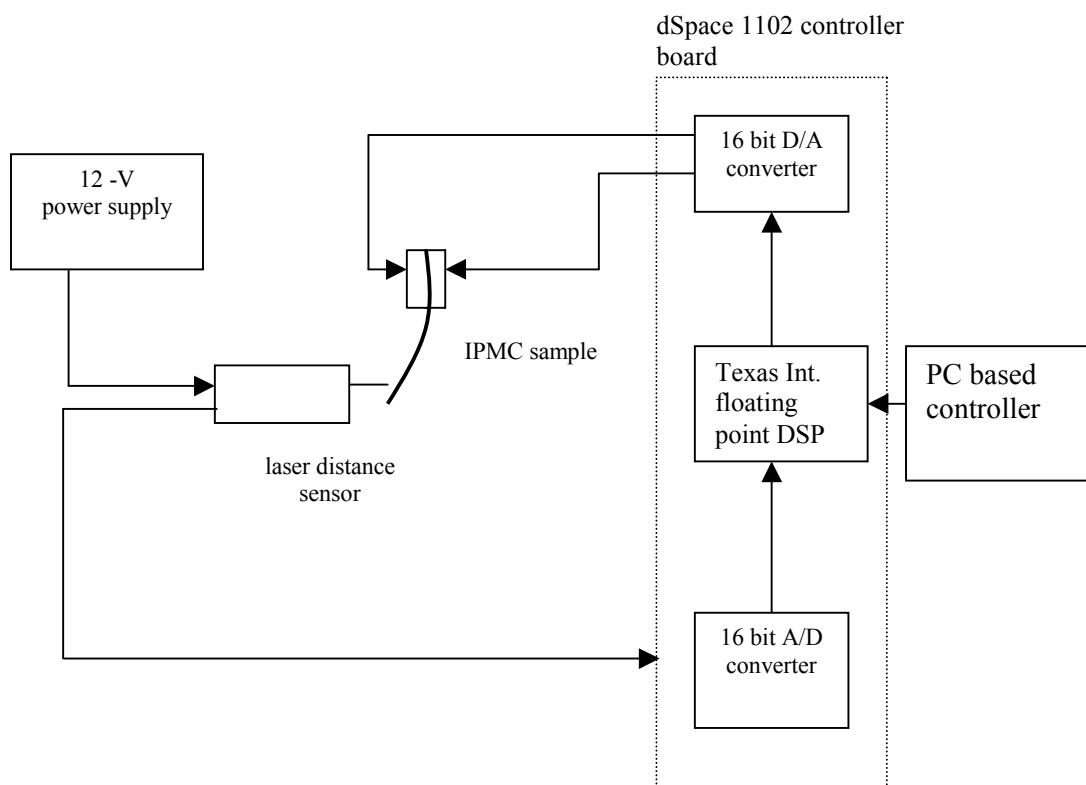 dSpace 1102 controller
board
16 bit D/A
converter
12 -V
power supply
IPMC sample
Texas Int.
floating
point DSP
PC based
controller
laser distance
sensor
16 bit A/D
converter